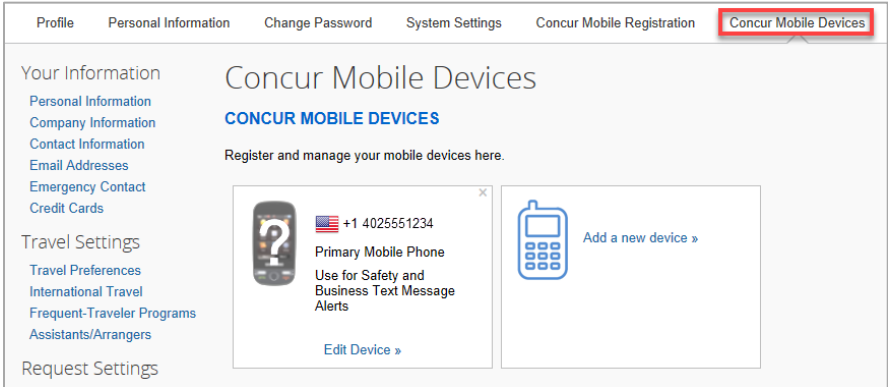 Profile Personal Information Change Password System Settings Concur Mobile Registration Concur Mobile Devices
Your Information
Personal Information
Company Information
Contact Information
Email Addresses
Emergency Contact
Credit Cards
Travel Settings
Travel Preferences
International Travel
Frequent-Traveler Programs
Assistants/Arrangers
Request Settings
Concur Mobile Devices
CONCUR MOBILE DEVICES
Register and manage your mobile devices here.
×
?
+1 4025551234
Primary Mobile Phone
Use for Safety and
Business Text Message
Alerts
Edit Device »
Add a new device »